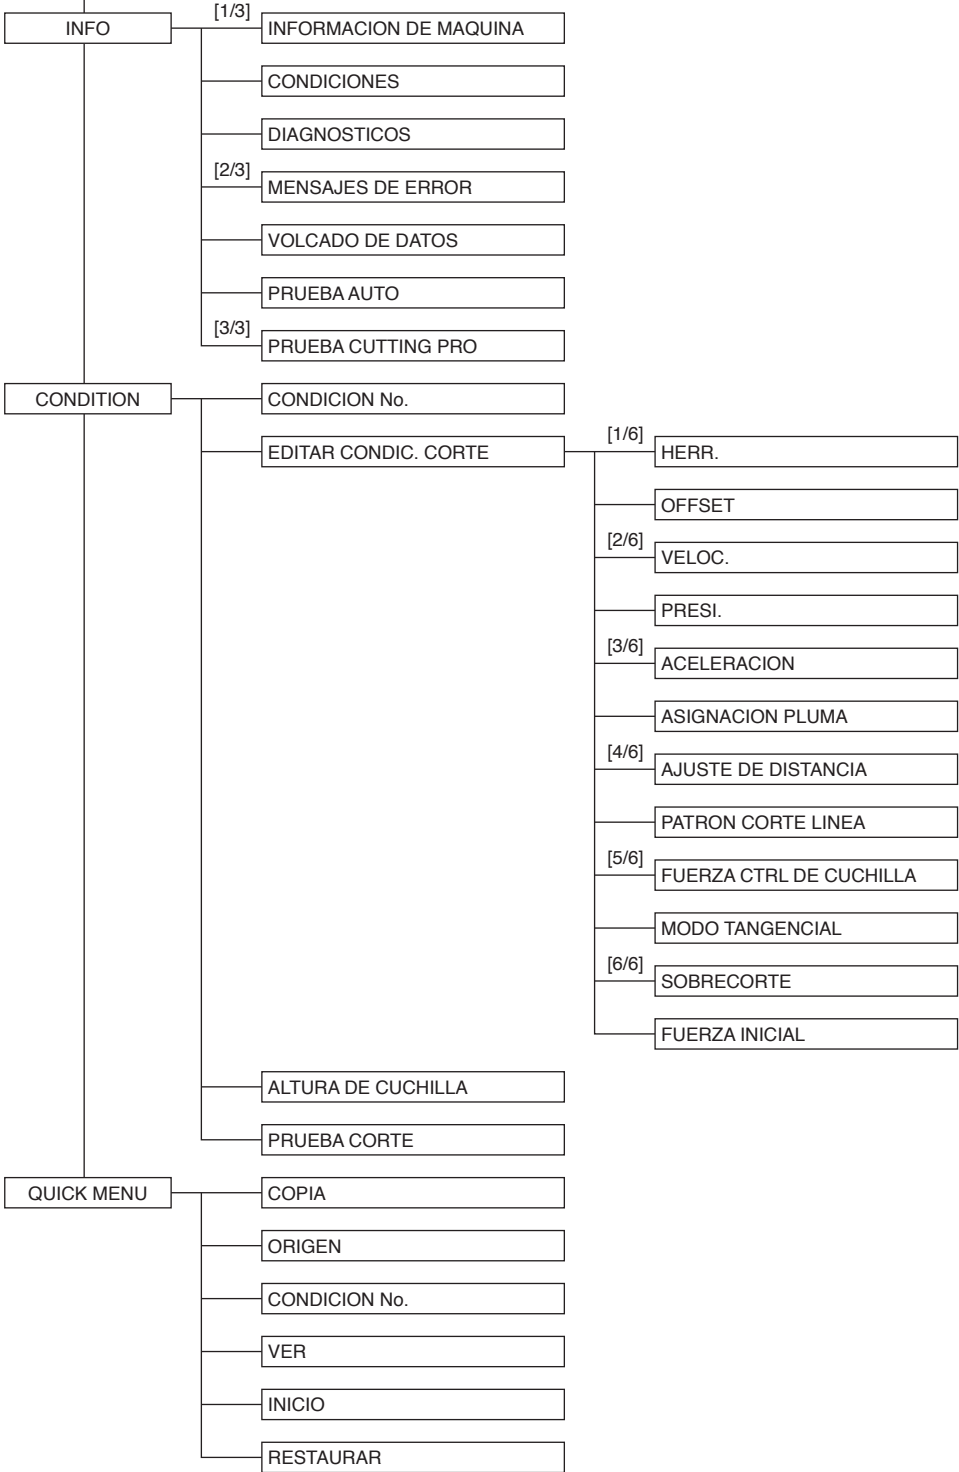 [1/3]
INFO
INFORMACION DE MAQUINA
CONDICIONES
DIAGNOSTICOS
[2/3]
MENSAJES DE ERROR
VOLCADO DE DATOS
PRUEBA AUTO
[3/3]
PRUEBA CUTTING PRO
CONDITION
CONDICION No.
EDITAR CONDIC. CORTE
[1/6]
HERR.
OFFSET
[2/6]
VELOC.
PRESI.
[3/6]
ACELERACION
ASIGNACION PLUMA
[4/6]
AJUSTE DE DISTANCIA
PATRON CORTE LINEA
[5/6]
FUERZA CTRL DE CUCHILLA
MODO TANGENCIAL
[6/6]
SOBRECORTE
FUERZA INICIAL
ALTURA DE CUCHILLA
PRUEBA CORTE
QUICK MENU
COPIA
ORIGEN
CONDICION No.
VER
INICIO
RESTAURAR